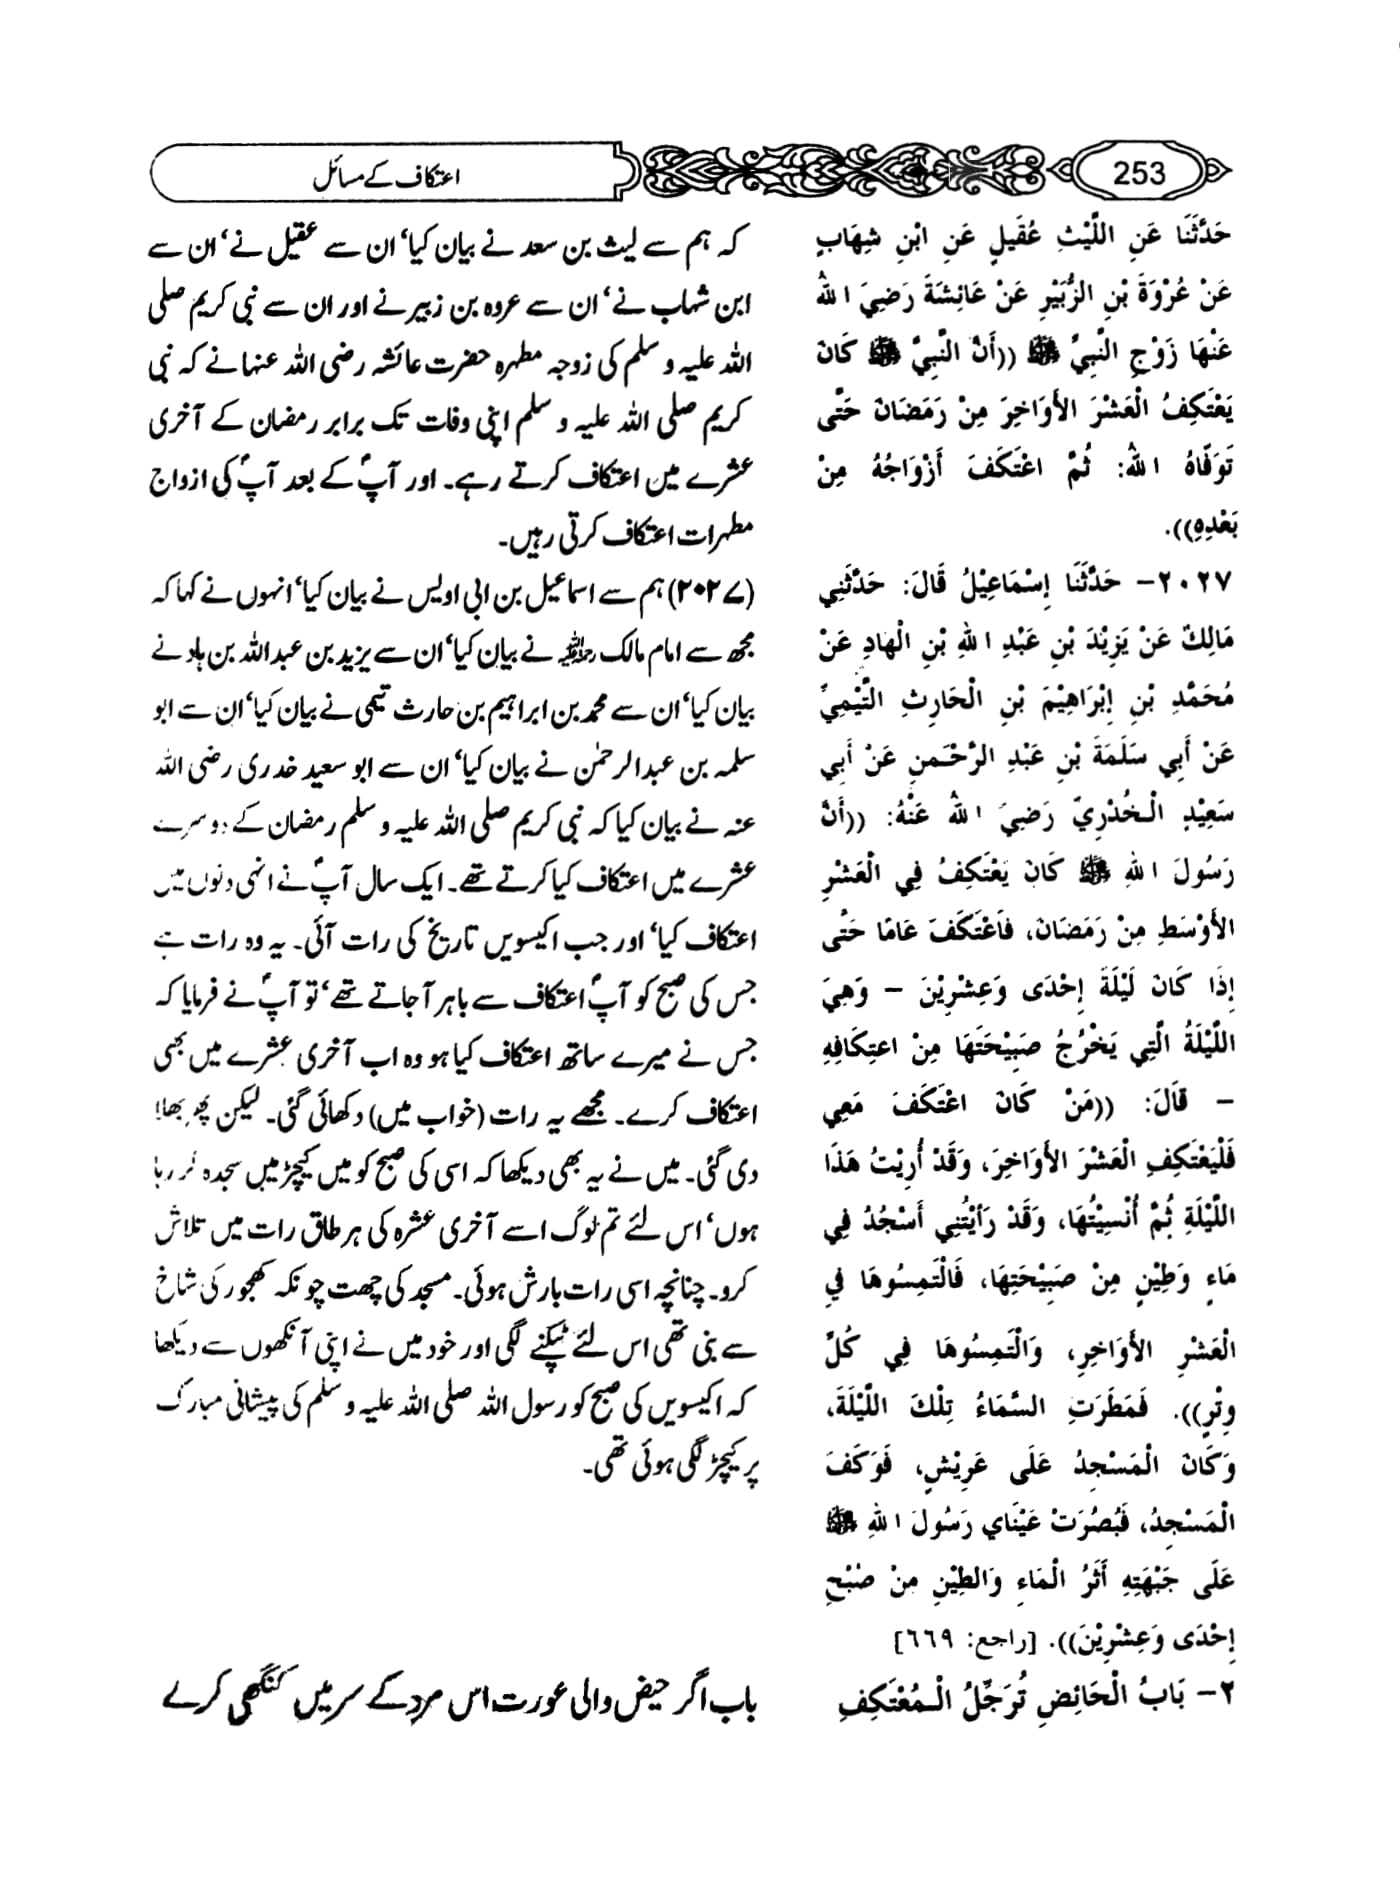 253
اعتکاف کے مسائل
حَدَّثَنَا عَنِ اللَّيْثِ عُقَيلٍ عَنِ ابْنِ شِهَابٍ
عَنْ عُرْوَةَ بْنِ الزُّبَيْرِ عَنْ عَائِشَةَ رَضِيَ اللهُ
عَنْهَا زَوْجِ النَّبِيِّ ﷺ ((أَنَّ النَّبِيَّ ﷺ كَانَ
يَعْتَكِفُ الْعَشْرَ الأَوَاخِرَ مِنْ رَمَضَانَ حَتَّى
تَوَفَّاهُ اللهُ: ثُمَّ اعْتَكَفَ أَزْوَاجُهُ مِنْ
بَعْدِهِ)).
۲۰۲۷- حَدَّثَنَا إِسْمَاعِيْلُ قَالَ: حَدَّثَنِي
مَالِكٌ عَنْ يَزِيْدَ بْنِ عَبْدِ اللهِ بْنِ الْهَادِ عَنْ
مُحَمَّدِ بْنِ إِبْرَاهِيْمَ بْنِ الْحَارِثِ التَّيْمِيِّ
عَنْ أَبِي سَلَمَةَ بْنِ عَبْدِ الرَّحْمنِ عَنْ أَبِي
سَعِيْدٍ الْخُدْرِيِّ رَضِيَ اللهُ عَنْهُ: ((أَنَّ
رَسُولَ اللهِ ﷺ كَانَ يَعْتَكِفُ فِي الْعَشْرِ
الأَوْسَطِ مِنْ رَمَضَانَ، فَاعْتَكَفَ عَامًا حَتَّى
إِذَا كَانَ لَيْلَةَ إِحْدَى وَعِشْرِيْنَ - وَهِيَ
اللَّيْلَةُ الَّتِي يَخْرُجُ صَبِيْحَتَهَا مِنْ اعتِكَافِهِ
- قَالَ: ((مَنْ كَانَ اعْتَكَفَ مَعِي
فَلْيَعْتَكِفِ الْعَشْرَ الأَوَاخِرَ، وَقَدْ أُرِيْتُ هَذَا
اللَّيْلَةِ ثُمَّ أُنْسِيْتُهَا، وَقَدْ رَأَيْتُنِي أَسْجُدُ فِي
مَاءٍ وَطِيْنٍ مِنْ صَبِيْحَتِهَا، فَالْتَمِسُوهَا فِي
الْعَشْرِ الأَوَاخِرِ، وَالْتَمِسُوهَا فِي كُلِّ
وِتْرٍ)). فَمَطَرَتِ السَّمَاءُ تِلْكَ اللَّيْلَةَ،
وَكَانَ الْمَسْجِدُ عَلَى عَرِيْشٍ، فَوَكَفَ
الْمَسْجِدُ، فَبَصُرَتْ عَيْنَاي رَسُولَ اللهِ ﷺ
عَلَى جَبْهَتِهِ أَثَرُ الْمَاءِ وَالطِيْنِ مِنْ صُبْحِ
إِحْدَى وَعِشْرِيْنَ)). [راجع: ٦٦٩]
۲- بَابُ الْحَائِضِ تُرَجِّلُ الْمُعْتَكِفِ
کہ ہم سے لیث بن سعد نے بیان کیا‘ ان سے عقیل نے‘ ان سے
ابن شہاب نے‘ ان سے عروہ بن زبیر نے اور ان سے نبی کریم صلی
اللہ علیہ و سلم کی زوجہ مطہرہ حضرت عائشہ رضی اللہ عنہا نے کہ نبی
کریم صلی اللہ علیہ و سلم اپنی وفات تک برابر رمضان کے آخری
عشرے میں اعتکاف کرتے رہے۔ اور آپؐ کے بعد آپؐ کی ازواج
مطہرات اعتکاف کرتی رہیں۔
(۲۰۲۷) ہم سے اسماعیل بن ابی اویس نے بیان کیا‘ انہوں نے کہا کہ
مجھ سے امام مالک رحمہ اللہ نے بیان کیا‘ ان سے یزید بن عبداللہ بن ہاد نے
بیان کیا‘ ان سے محمد بن ابراہیم بن حارث تیمی نے بیان کیا‘ ان سے ابو
سلمہ بن عبدالرحمٰن نے بیان کیا‘ ان سے ابو سعید خدری رضی اللہ
عنہ نے بیان کیا کہ نبی کریم صلی اللہ علیہ و سلم رمضان کے دوسرے
عشرے میں اعتکاف کیا کرتے تھے۔ ایک سال آپؐ نے انہی دنوں میں
اعتکاف کیا‘ اور جب اکیسویں تاریخ کی رات آئی۔ یہ وہ رات ہے
جس کی صبح کو آپؐ اعتکاف سے باہر آ جاتے تھے‘ تو آپؐ نے فرمایا کہ
جس نے میرے ساتھ اعتکاف کیا ہو وہ اب آخری عشرے میں بھی
اعتکاف کرے۔ مجھے یہ رات (خواب میں) دکھائی گئی۔ لیکن پھر بھلا
دی گئی۔ میں نے یہ بھی دیکھا کہ اسی کی صبح کو میں کیچڑ میں سجدہ کر رہا
ہوں‘ اس لئے تم لوگ اسے آخری عشرہ کی ہر طاق رات میں تلاش
کرو۔ چنانچہ اسی رات بارش ہوئی۔ مسجد کی چھت چونکہ کھجور کی شاخ
سے بنی تھی اس لئے ٹپکنے لگی اور خود میں نے اپنی آنکھوں سے دیکھا
کہ اکیسویں کی صبح کو رسول اللہ صلی اللہ علیہ و سلم کی پیشانی مبارک
پر کیچڑ لگی ہوئی تھی۔
باب اگر حیض والی عورت اس مرد کے سر میں کنگھی کرے